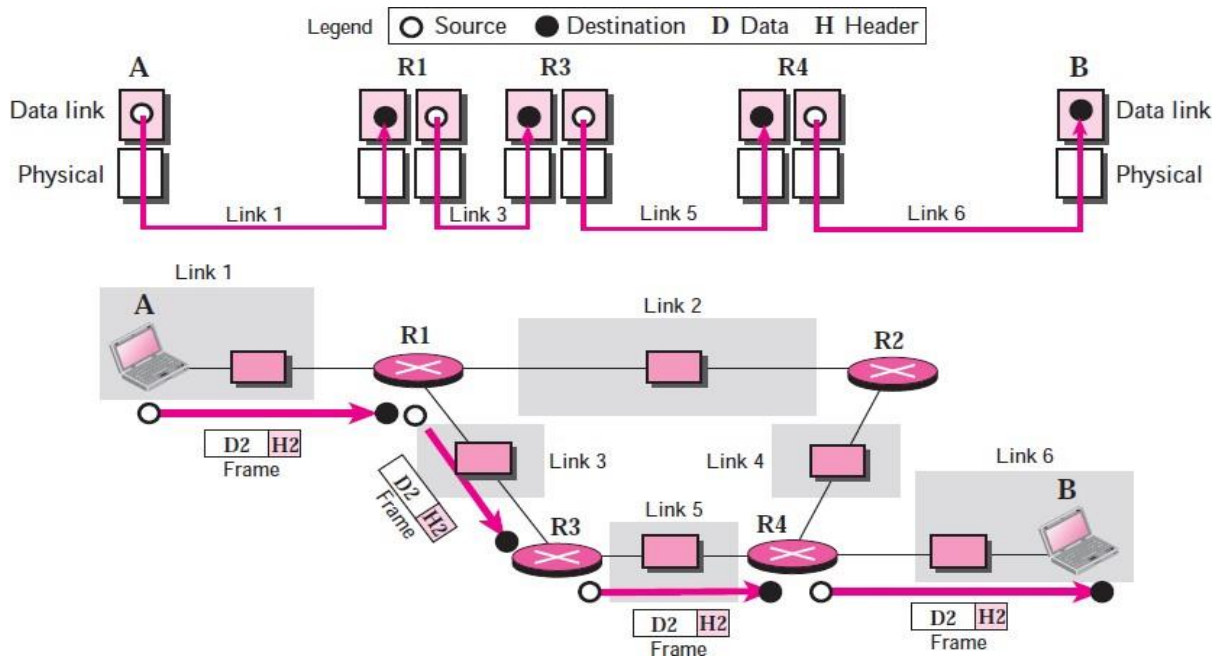 Legend Source Destination D Data H Header
A R1 R3 R4 B
Data link Data link
Physical Physical
Link 1 Link 3 Link 5 Link 6
Link 1
A
Link 2
R1 R2
D2 H2
Frame
Link 3
D2 H2
Frame
Link 4
Link 6
B
R3
Link 5
R4
D2 H2
Frame
D2 H2
Frame